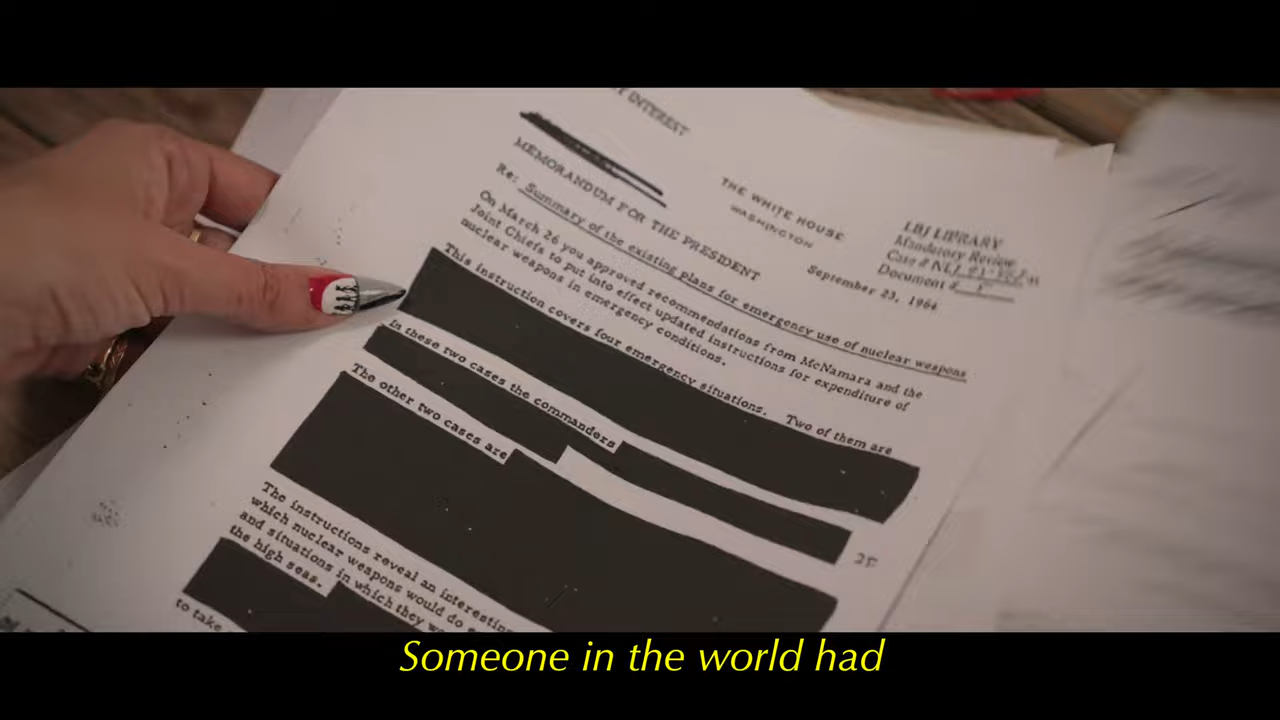 Y INTEREST
THE WHITE HOUSE
WASHINGTON
LBJ LIBRARY
Mandatory Review
Case # NLJ
Document #
MEMORANDUM FOR THE PRESIDENT
September 23, 1964
Re: Summary of the existing plans for emergency use of nuclear weapons
On March 26 you approved recommendations from McNamara and the
Joint Chiefs to put into effect updated instructions for expenditure of
nuclear weapons in emergency conditions.
This instruction covers four emergency situations. Two of them are
In these two cases the commanders
The other two cases are
25
The instructions reveal an interesting
which nuclear weapons would do
and situations in which they
the high seas.
to take
Someone in the world had